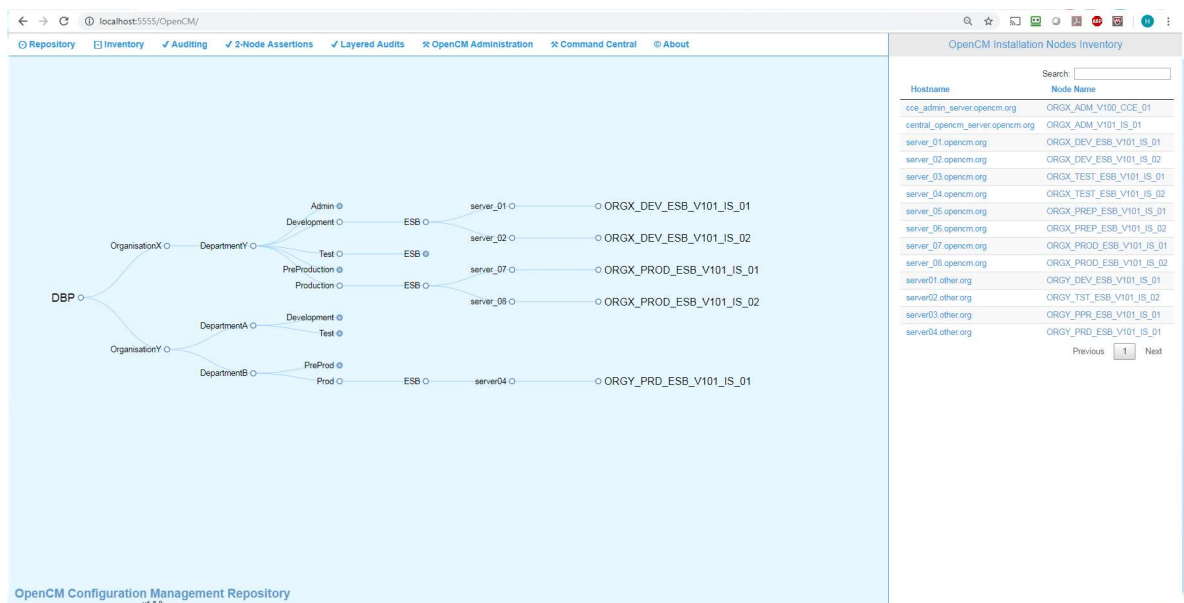 localhost:5555/OpenCM/
Repository Inventory Auditing 2-Node Assertions Layered Audits OpenCM Administration Command Central © About
OpenCM Installation Nodes Inventory
Search:
Hostname Node Name
cce_admin_server.opencm.org ORGX_ADM_V100_CCE_01
central_opencm_server.opencm.org ORGX_ADM_V101_IS_01
server_01.opencm.org ORGX_DEV_ESB_V101_IS_01
server_02.opencm.org ORGX_DEV_ESB_V101_IS_02
server_03.opencm.org ORGX_TEST_ESB_V101_IS_01
server_04.opencm.org ORGX_TEST_ESB_V101_IS_02
server_05.opencm.org ORGX_PREP_ESB_V101_IS_01
server_06.opencm.org ORGX_PREP_ESB_V101_IS_02
server_07.opencm.org ORGX_PROD_ESB_V101_IS_01
server_08.opencm.org ORGX_PROD_ESB_V101_IS_02
server01.other.org ORGY_DEV_ESB_V101_IS_01
server02.other.org ORGY_TST_ESB_V101_IS_02
server03.other.org ORGY_PPR_ESB_V101_IS_01
server04.other.org ORGY_PRD_ESB_V101_IS_01
Previous 1 Next
Admin
server_01 ORGX_DEV_ESB_V101_IS_01
Development ESB
server_02 ORGX_DEV_ESB_V101_IS_02
OrganisationX DepartmentY
Test ESB
PreProduction
server_07 ORGX_PROD_ESB_V101_IS_01
Production ESB
DBP
server_08 ORGX_PROD_ESB_V101_IS_02
Development
DepartmentA
Test
OrganisationY
PreProd
DepartmentB
Prod ESB server04 ORGY_PRD_ESB_V101_IS_01
OpenCM Configuration Management Repository